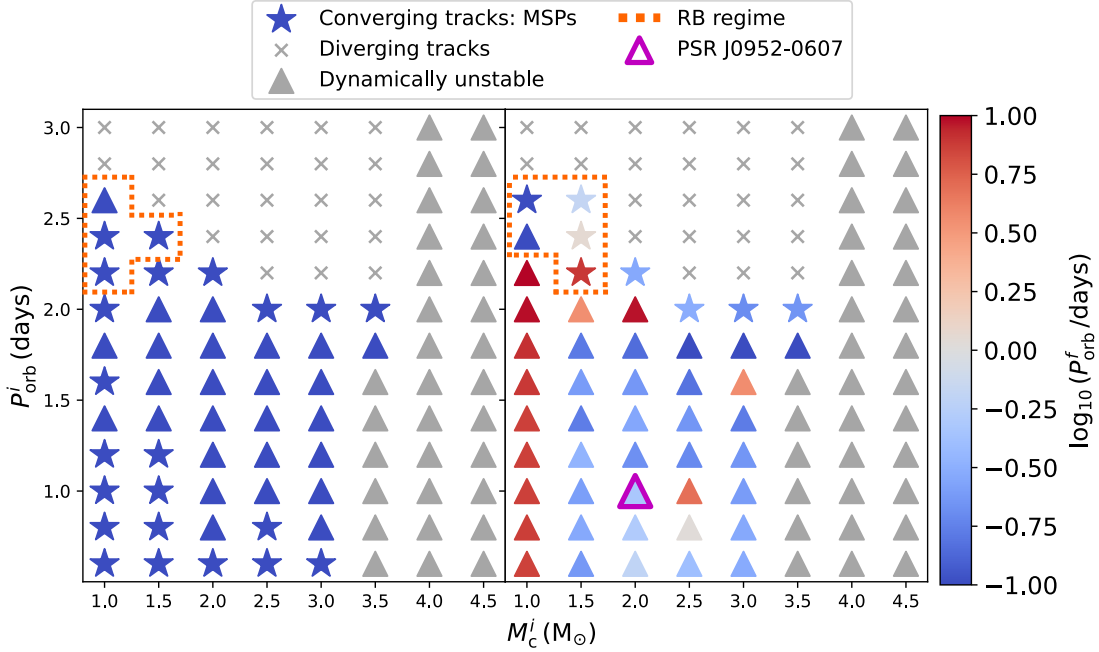 Converging tracks: MSPs
Diverging tracks
Dynamically unstable
RB regime
PSR J0952-0607
3.0
2.5
2.0
1.5
1.0
P^i_orb (days)
1.0 1.5 2.0 2.5 3.0 3.5 4.0 4.5
1.0 1.5 2.0 2.5 3.0 3.5 4.0 4.5
M^i_c (M_⊙)
1.00
0.75
0.50
0.25
0.00
−0.25
−0.50
−0.75
−1.00
log_10 (P^f_orb/days)